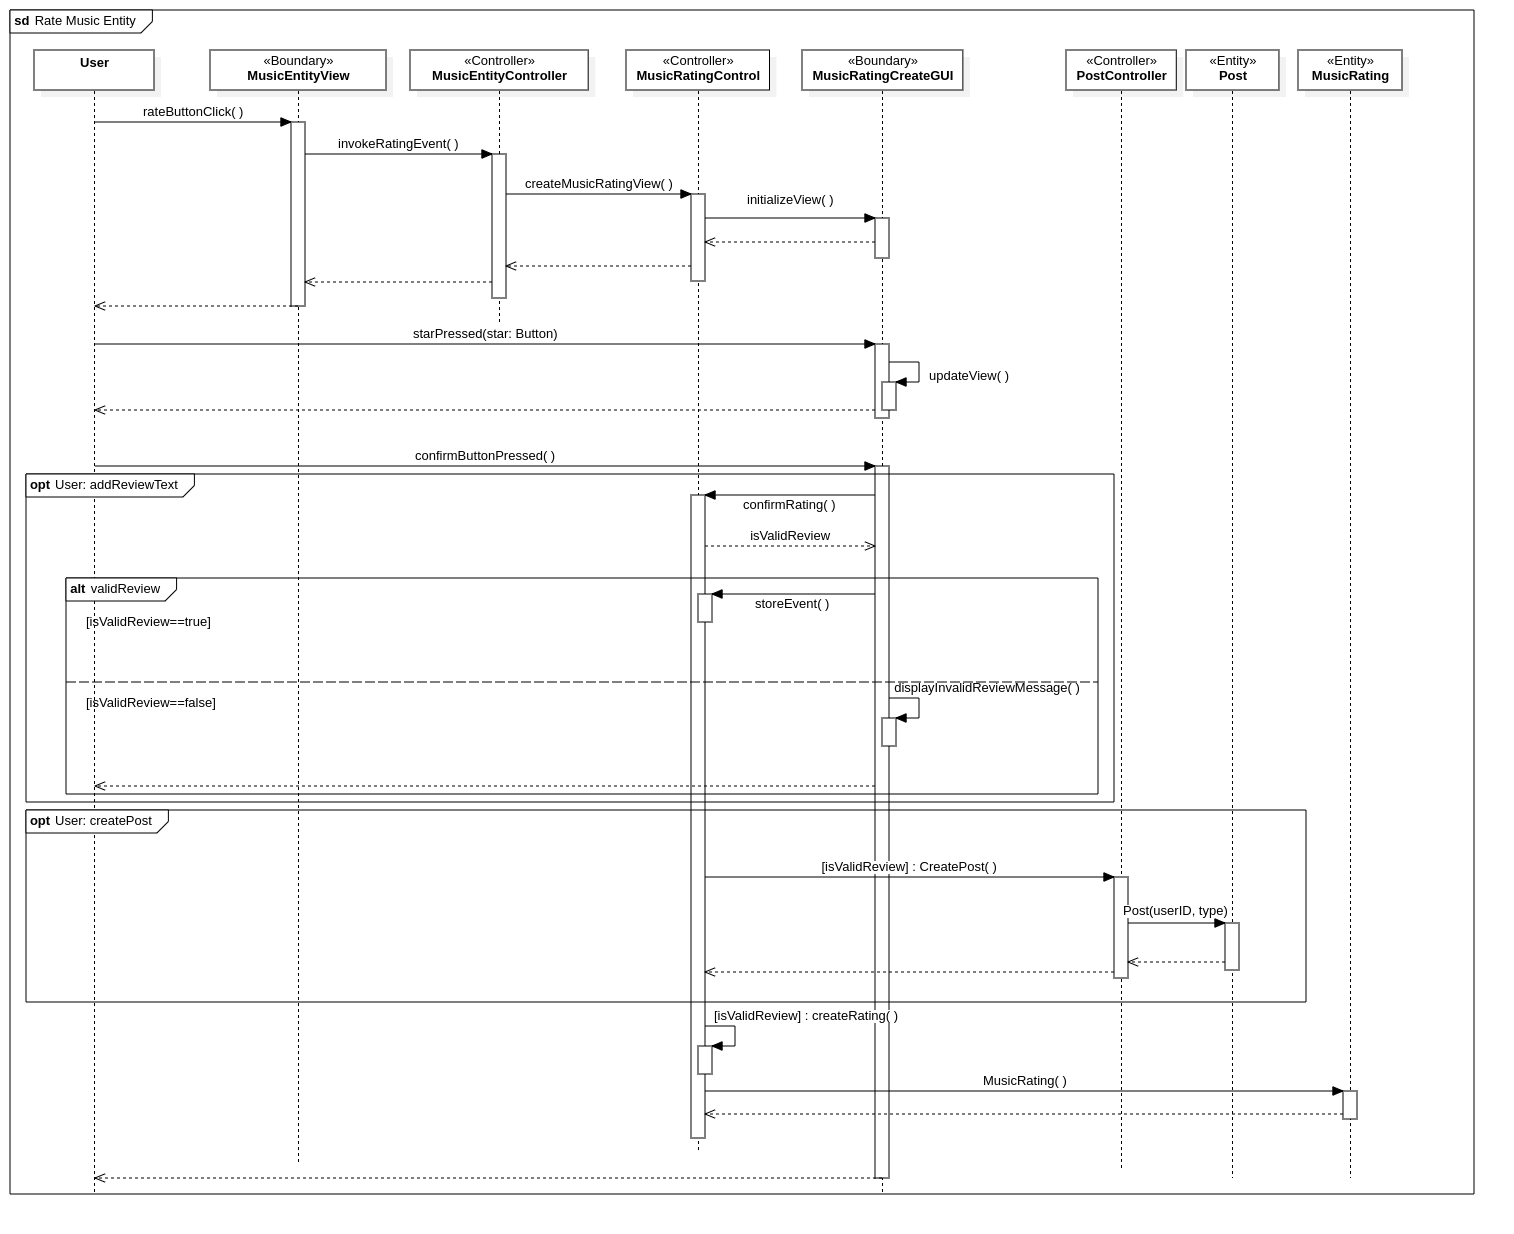 sd Rate Music Entity
User
«Boundary»
MusicEntityView
«Controller»
MusicEntityController
«Controller»
MusicRatingControl
«Boundary»
MusicRatingCreateGUI
«Controller»
PostController
«Entity»
Post
«Entity»
MusicRating
rateButtonClick( )
invokeRatingEvent( )
createMusicRatingView( )
initializeView( )
starPressed(star: Button)
updateView( )
confirmButtonPressed( )
opt User: addReviewText
confirmRating( )
isValidReview
alt validReview
storeEvent( )
[isValidReview==true]
displayInvalidReviewMessage( )
[isValidReview==false]
opt User: createPost
[isValidReview] : CreatePost( )
Post(userID, type)
[isValidReview] : createRating( )
MusicRating( )